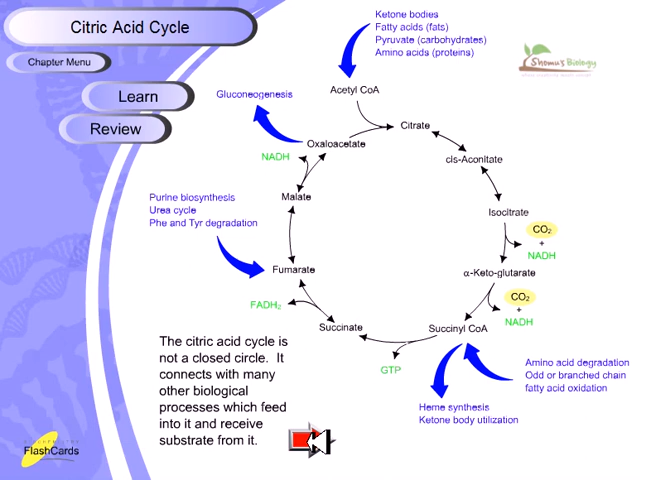 Citric Acid Cycle
Chapter Menu
Learn
Review
Ketone bodies
Fatty acids (fats)
Pyruvate (carbohydrates)
Amino acids (proteins)
Shomu's Biology
Acetyl CoA
Gluconeogenesis
Citrate
Oxaloacetate
NADH
cis-Aconitate
Malate
Purine biosynthesis
Urea cycle
Phe and Tyr degradation
Isocitrate
CO₂
+
NADH
Fumarate
α-Keto-glutarate
FADH₂
CO₂
+
NADH
Succinate
Succinyl CoA
GTP
The citric acid cycle is
not a closed circle. It
connects with many
other biological
processes which feed
into it and receive
substrate from it.
Amino acid degradation
Odd or branched chain
fatty acid oxidation
Heme synthesis
Ketone body utilization
FlashCards